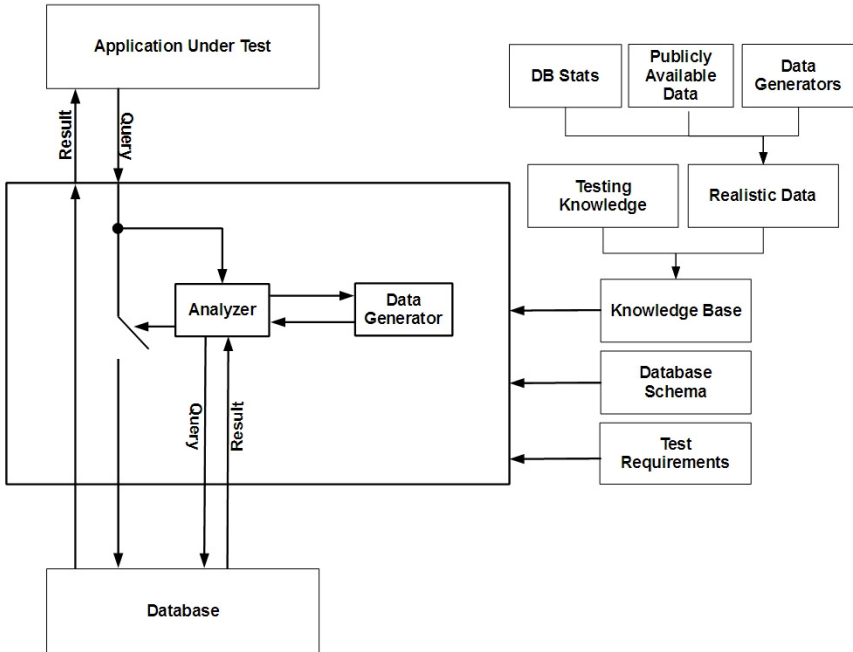 Application Under Test
DB Stats
Publicly
Available
Data
Data
Generators
Result
Query
Testing
Knowledge
Realistic Data
Analyzer
Data
Generator
Knowledge Base
Database
Schema
Query
Result
Test
Requirements
Database